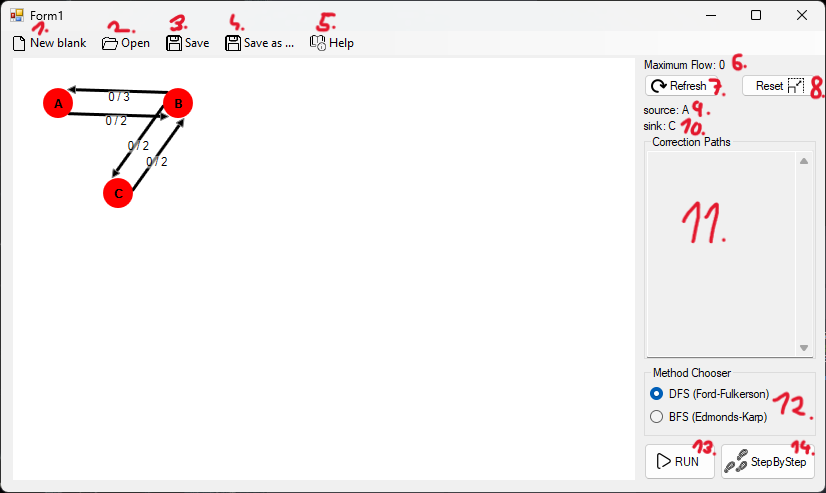 Form1
1. 2. 3. 4. 5.
New blank Open Save Save as ... Help
Maximum Flow: 0 6.
Refresh 7. Reset 8.
source: A 9.
sink: C 10.
Correction Paths
11.
A 0 / 3 B
0 / 2
0 / 2
0 / 2
C
Method Chooser
DFS (Ford-Fulkerson)
12.
BFS (Edmonds-Karp)
13. 14.
RUN StepByStep